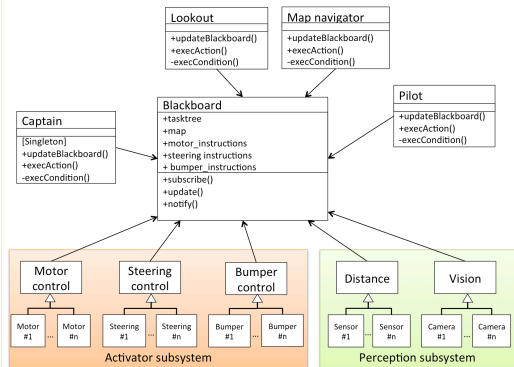 Lookout
+updateBlackboard()
+execAction()
-execCondition()
Map navigator
+updateBlackboard()
+execAction()
-execCondition()
Captain
[Singleton]
+updateBlackboard()
+execAction()
-execCondition()
Blackboard
+tasktree
+map
+motor_instructions
+steering instructions
+ bumper_instructions
+subscribe()
+update()
+notify()
Pilot
+updateBlackboard()
+execAction()
-execCondition()
Motor
control
Steering
control
Bumper
control
Distance
Vision
Motor
#1
...
Motor
#n
Steering
#1
...
Steering
#n
Bumper
#1
...
Bumper
#n
Sensor
#1
...
Sensor
#n
Camera
#1
...
Camera
#n
Activator subsystem
Perception subsystem